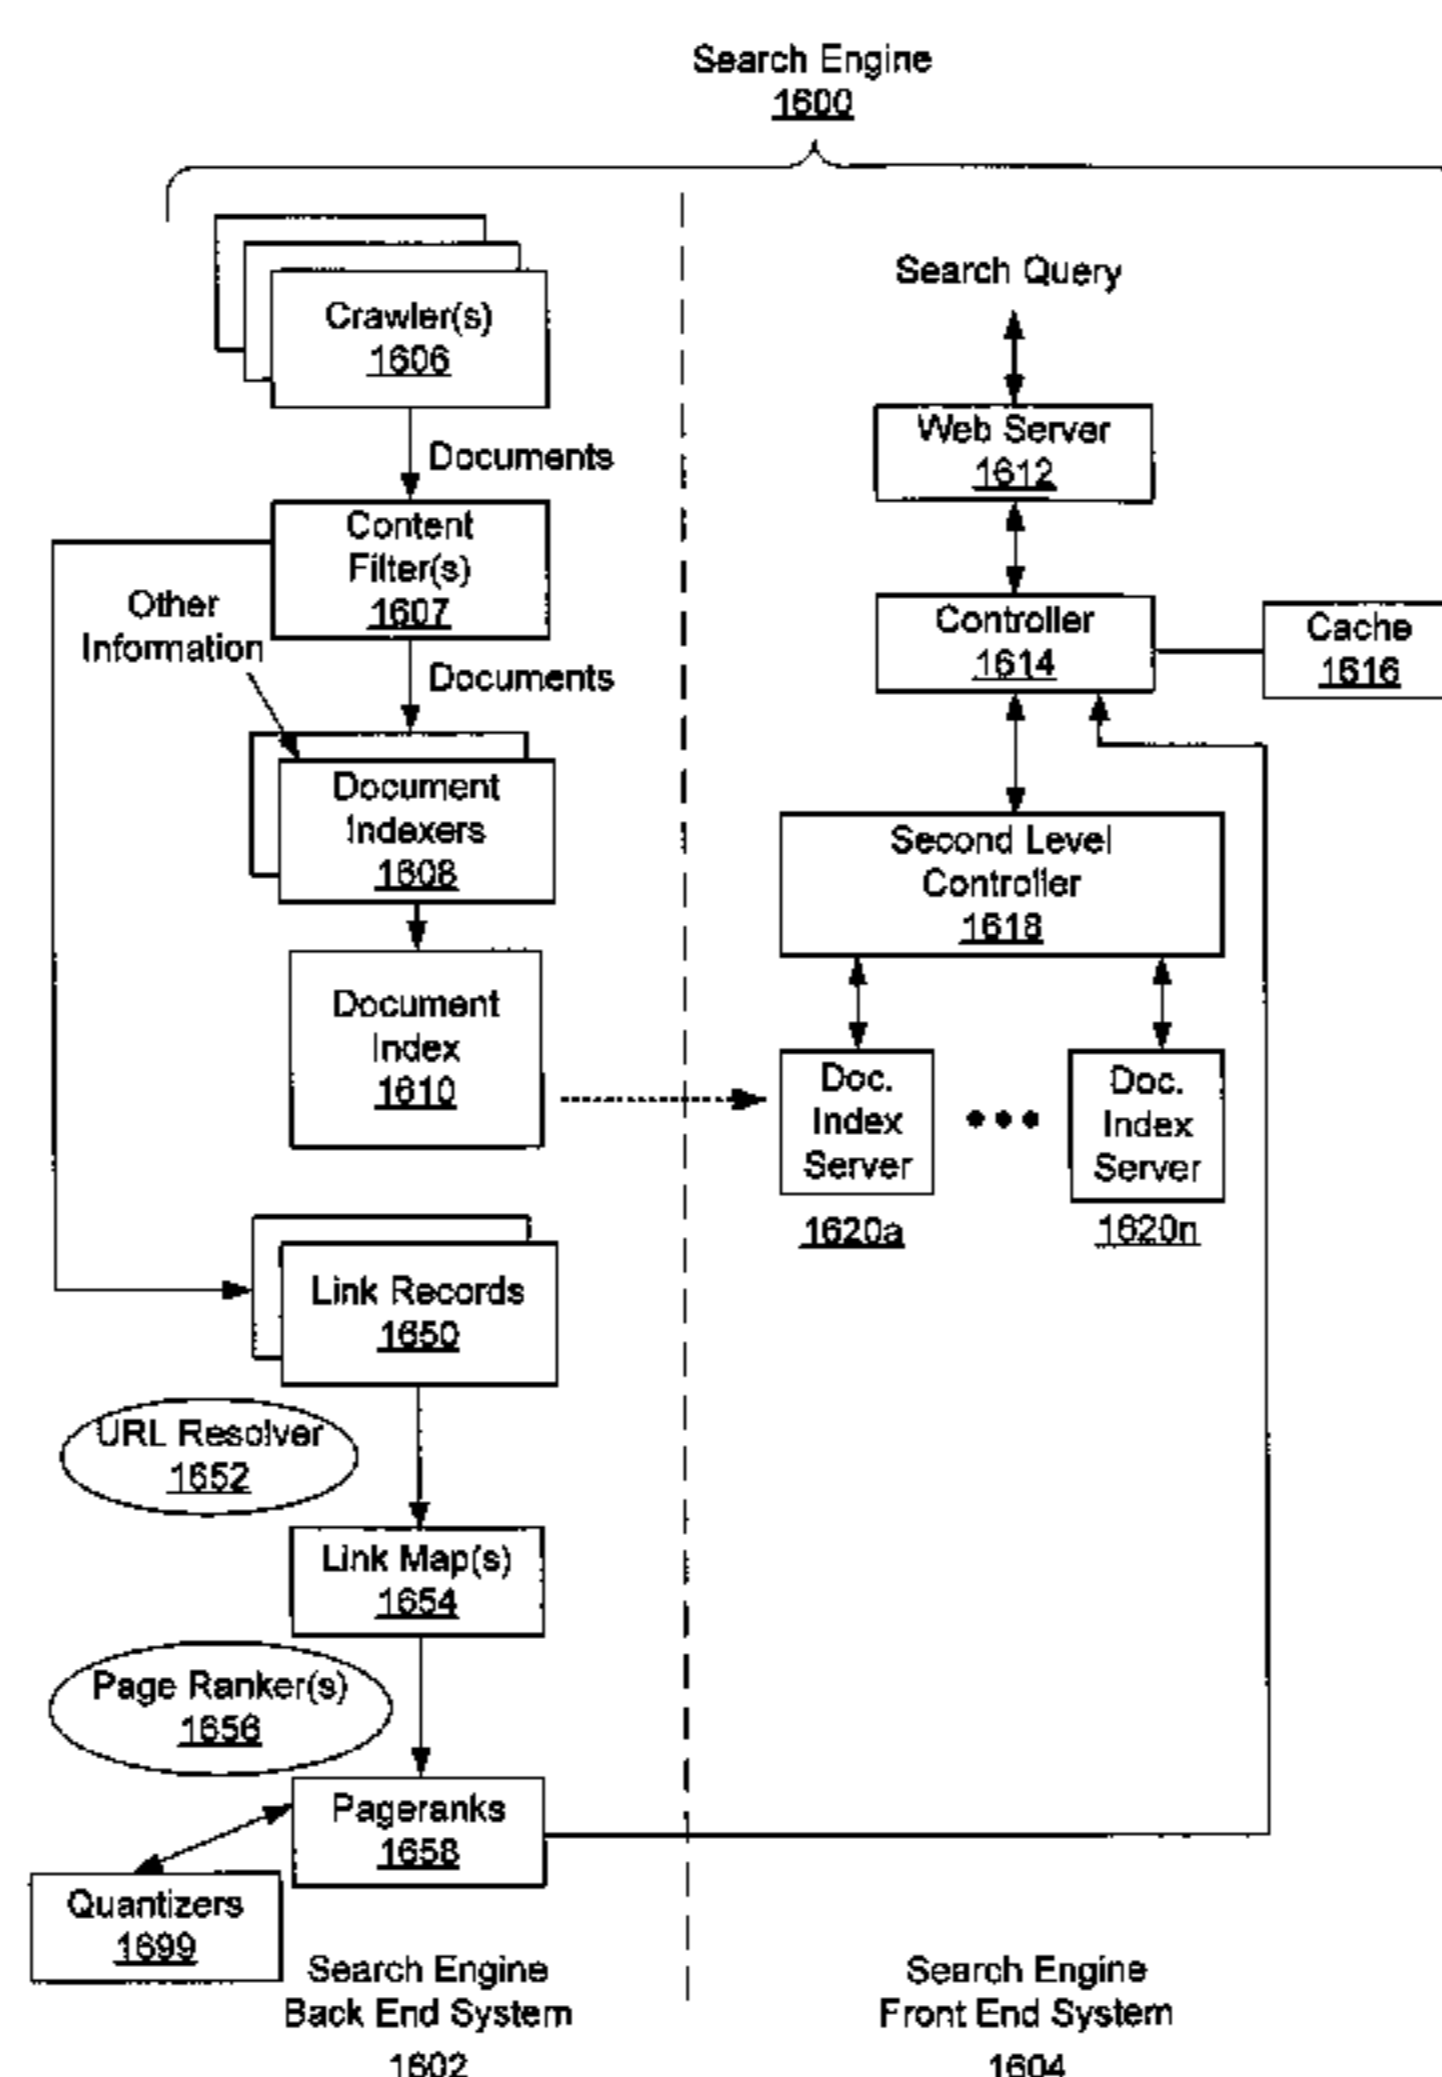 Search Engine
1600
Crawler(s)
1606
Documents
Content
Filter(s)
1607
Other
Information
Documents
Document
Indexers
1608
Document
Index
1610
Link Records
1650
URL Resolver
1652
Link Map(s)
1654
Page Ranker(s)
1656
Pageranks
1658
Quantizers
1699
Search Engine
Back End System
1602
Search Query
Web Server
1612
Controller
1614
Cache
1616
Second Level
Controller
1618
Doc.
Index
Server
1620a
Doc.
Index
Server
1620n
Search Engine
Front End System
1604